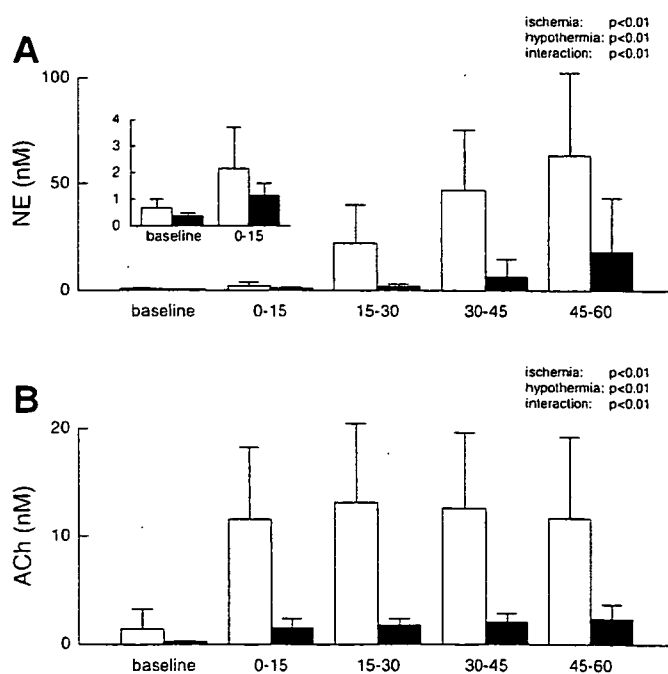 ischemia: p<0.01
hypothermia: p<0.01
interaction: p<0.01
A
100
50
0
NE (nM)
4
3
2
1
0
baseline 0-15
baseline 0-15 15-30 30-45 45-60
ischemia: p<0.01
hypothermia: p<0.01
interaction: p<0.01
B
20
10
0
ACh (nM)
baseline 0-15 15-30 30-45 45-60